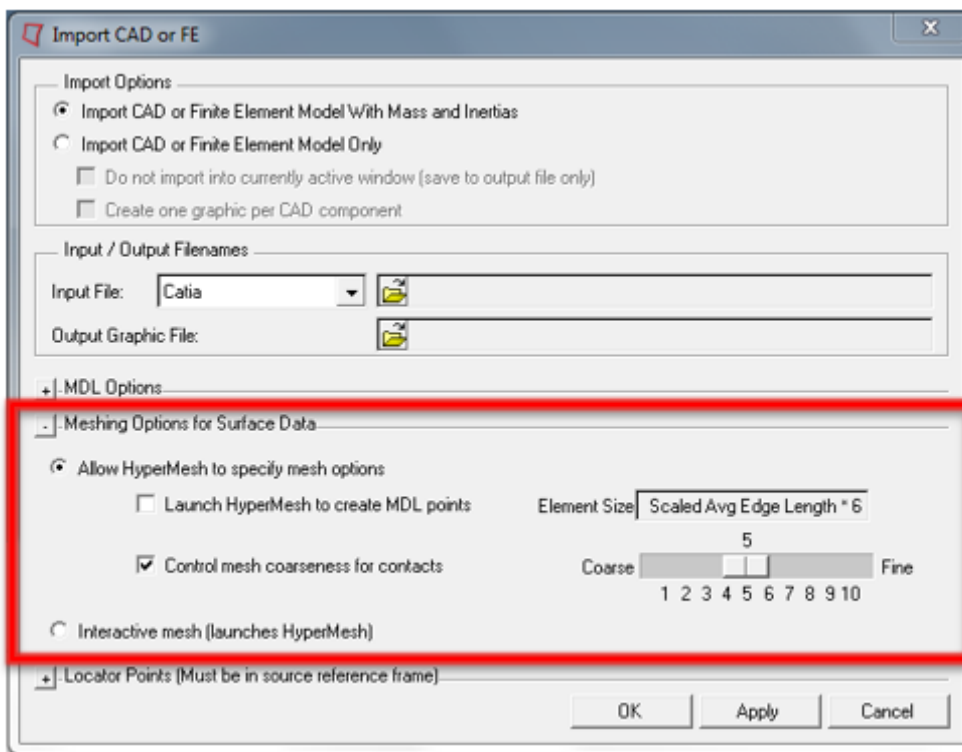 Import CAD or FE
Import Options
Import CAD or Finite Element Model With Mass and Inertias
Import CAD or Finite Element Model Only
Do not import into currently active window (save to output file only)
Create one graphic per CAD component
Input / Output Filenames
Input File: Catia
Output Graphic File:
+ MDL Options
- Meshing Options for Surface Data
Allow HyperMesh to specify mesh options
Launch HyperMesh to create MDL points Element Size Scaled Avg Edge Length * 6
5
Control mesh coarseness for contacts Coarse Fine
1 2 3 4 5 6 7 8 9 10
Interactive mesh (launches HyperMesh)
+ Locator Points (Must be in source reference frame)
OK Apply Cancel